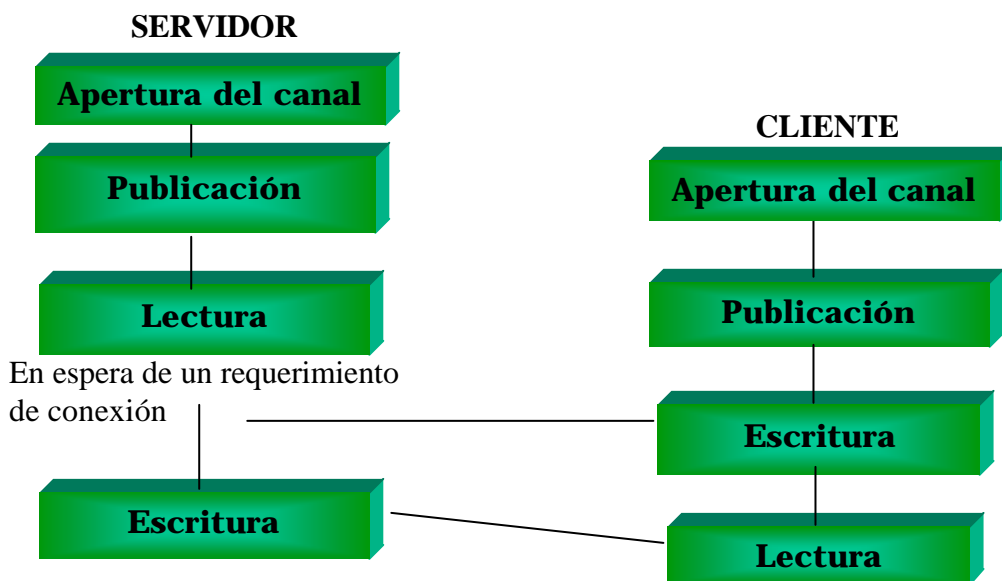 SERVIDOR
Apertura del canal
Publicación
Lectura
En espera de un requerimiento
de conexión
Escritura
CLIENTE
Apertura del canal
Publicación
Escritura
Lectura